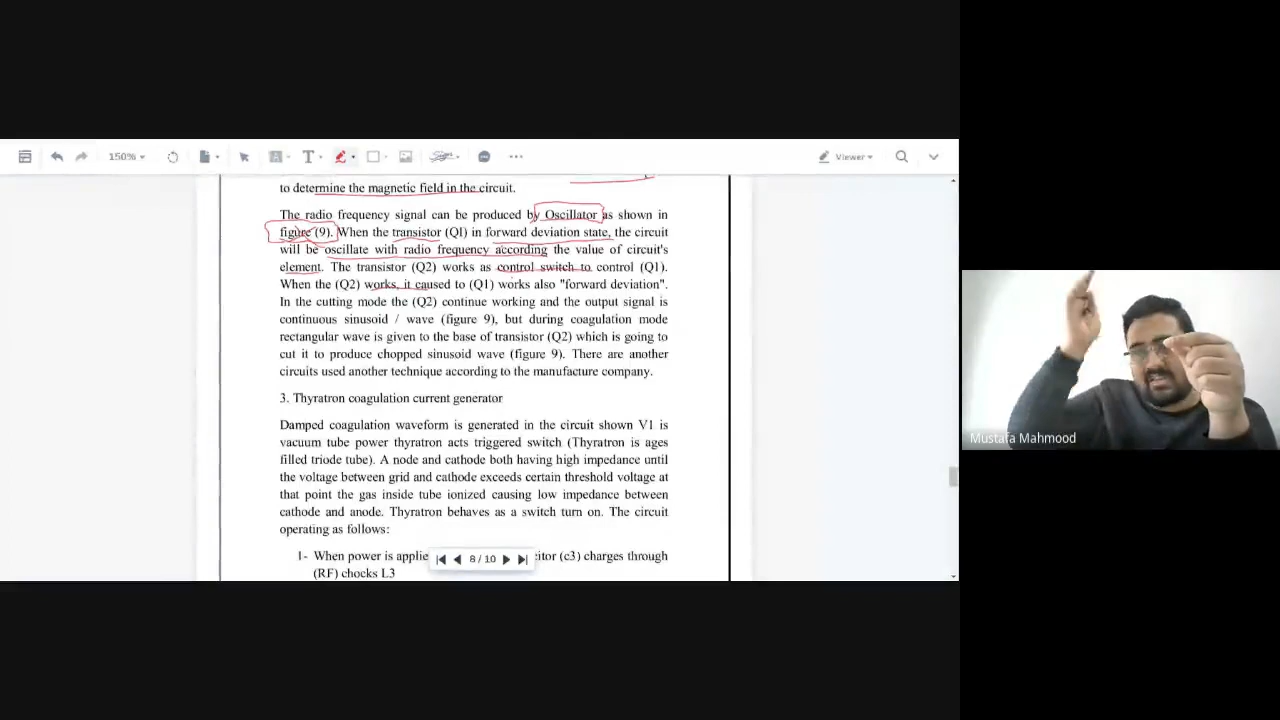 150%
T
Viewer
to determine the magnetic field in the circuit.
The radio frequency signal can be produced by Oscillator as shown in
figure (9). When the transistor (QI) in forward deviation state, the circuit
will be oscillate with radio frequency according the value of circuit's
element. The transistor (Q2) works as control switch to control (Q1).
When the (Q2) works, it caused to (Q1) works also "forward deviation".
In the cutting mode the (Q2) continue working and the output signal is
continuous sinusoid / wave (figure 9), but during coagulation mode
rectangular wave is given to the base of transistor (Q2) which is going to
cut it to produce chopped sinusoid wave (figure 9). There are another
circuits used another technique according to the manufacture company.
3. Thyratron coagulation current generator
Damped coagulation waveform is generated in the circuit shown V1 is
vacuum tube power thyratron acts triggered switch (Thyratron is ages
filled triode tube). A node and cathode both having high impedance until
the voltage between grid and cathode exceeds certain threshold voltage at
that point the gas inside tube ionized causing low impedance between
cathode and anode. Thyratron behaves as a switch turn on. The circuit
operating as follows:
1- When power is applie citor (c3) charges through
(RF) chocks L3
8 / 10
Mustafa Mahmood